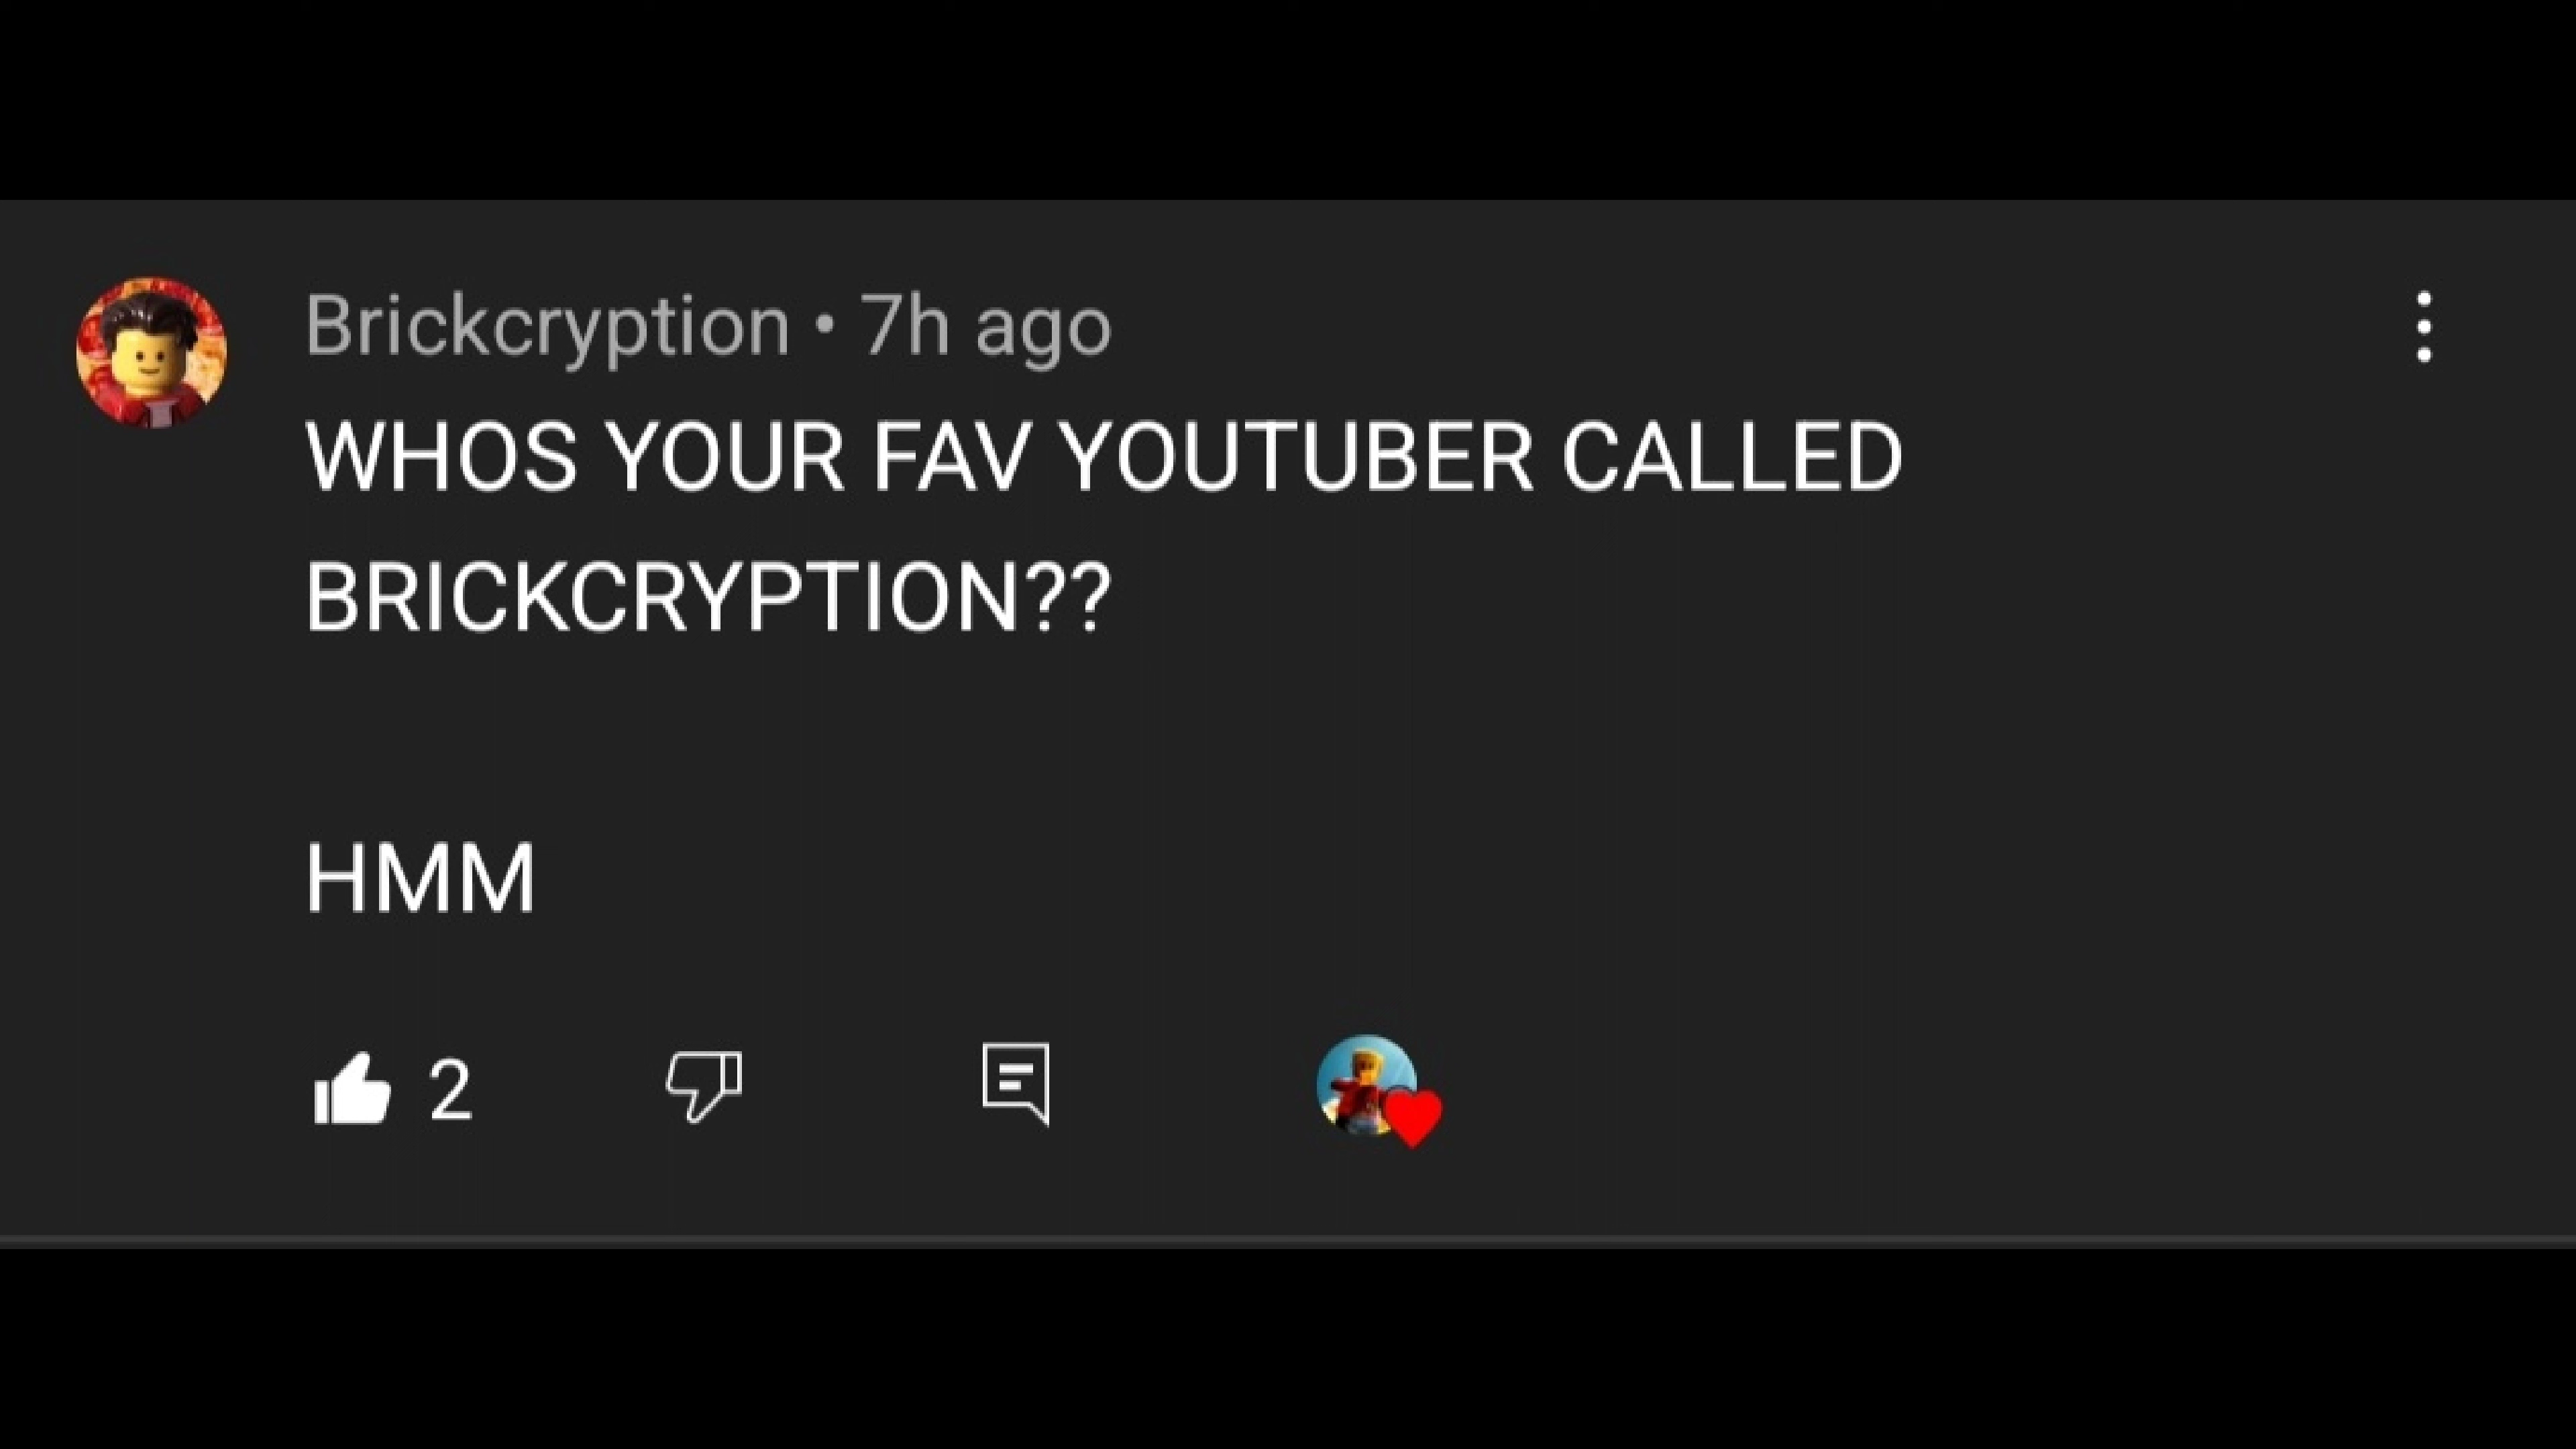 Brickcryption • 7h ago
WHOS YOUR FAV YOUTUBER CALLED
BRICKCRYPTION??
HMM
2